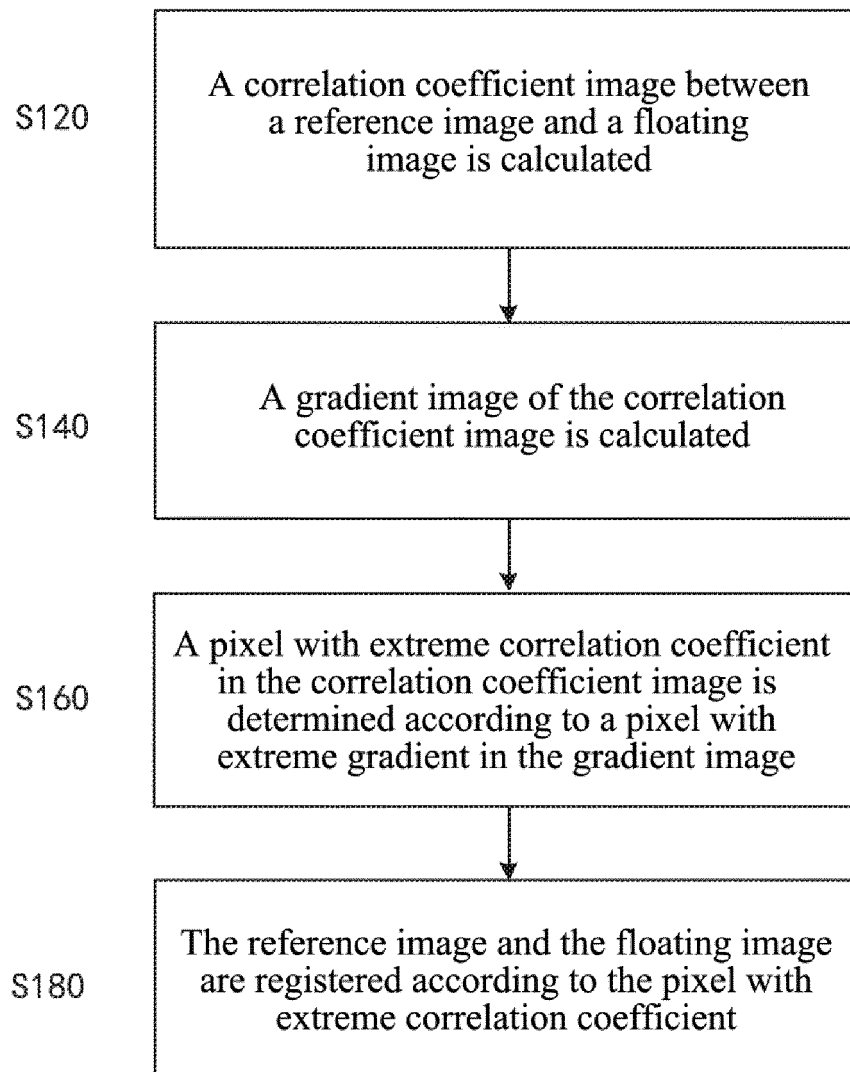 S120
A correlation coefficient image between
a reference image and a floating
image is calculated
S140
A gradient image of the correlation
coefficient image is calculated
S160
A pixel with extreme correlation coefficient
in the correlation coefficient image is
determined according to a pixel with
extreme gradient in the gradient image
S180
The reference image and the floating image
are registered according to the pixel with
extreme correlation coefficient